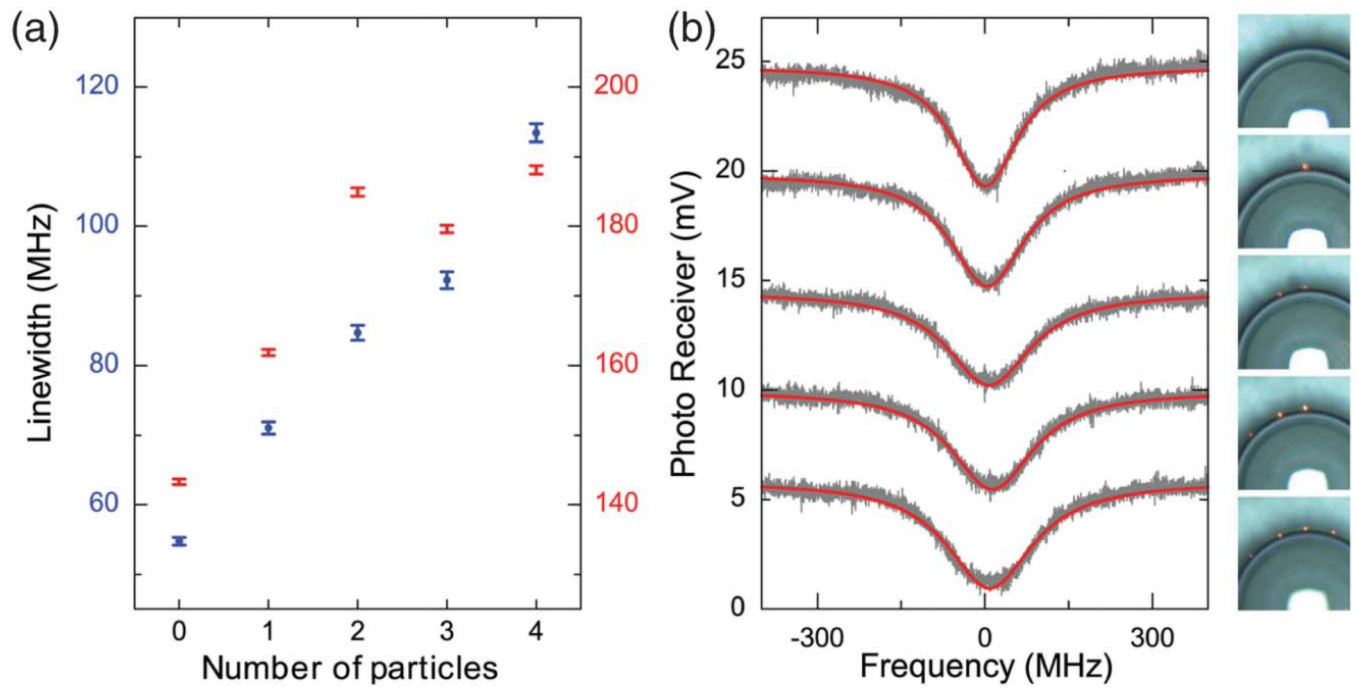 (a)
Linewidth (MHz)
120
100
80
60
200
180
160
140
0 1 2 3 4
Number of particles
(b)
Photo Receiver (mV)
25
20
15
10
5
0
-300 0 300
Frequency (MHz)